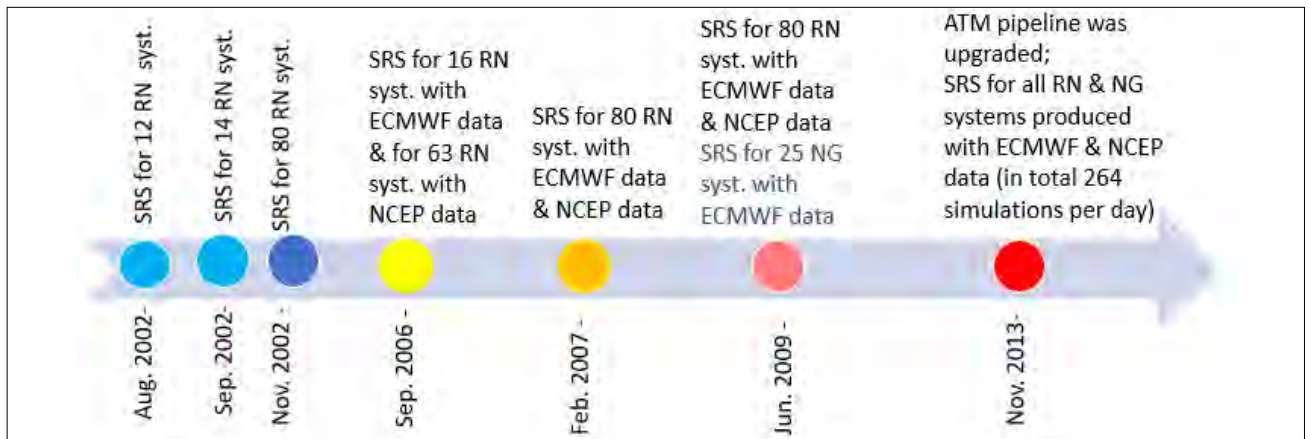 SRS for 12 RN syst.
SRS for 14 RN syst.
SRS for 80 RN syst.
SRS for 16 RN
syst. with
ECMWF data
& for 63 RN
syst. with
NCEP data
SRS for 80 RN
syst. with
ECMWF data
& NCEP data
SRS for 80 RN
syst. with
ECMWF data
& NCEP data
SRS for 25 NG
syst. with
ECMWF data
ATM pipeline was
upgraded;
SRS for all RN & NG
systems produced
with ECMWF & NCEP
data (in total 264
simulations per day)
Aug. 2002-
Sep. 2002-
Nov. 2002 -
Sep. 2006 -
Feb. 2007 -
Jun. 2009 -
Nov. 2013-